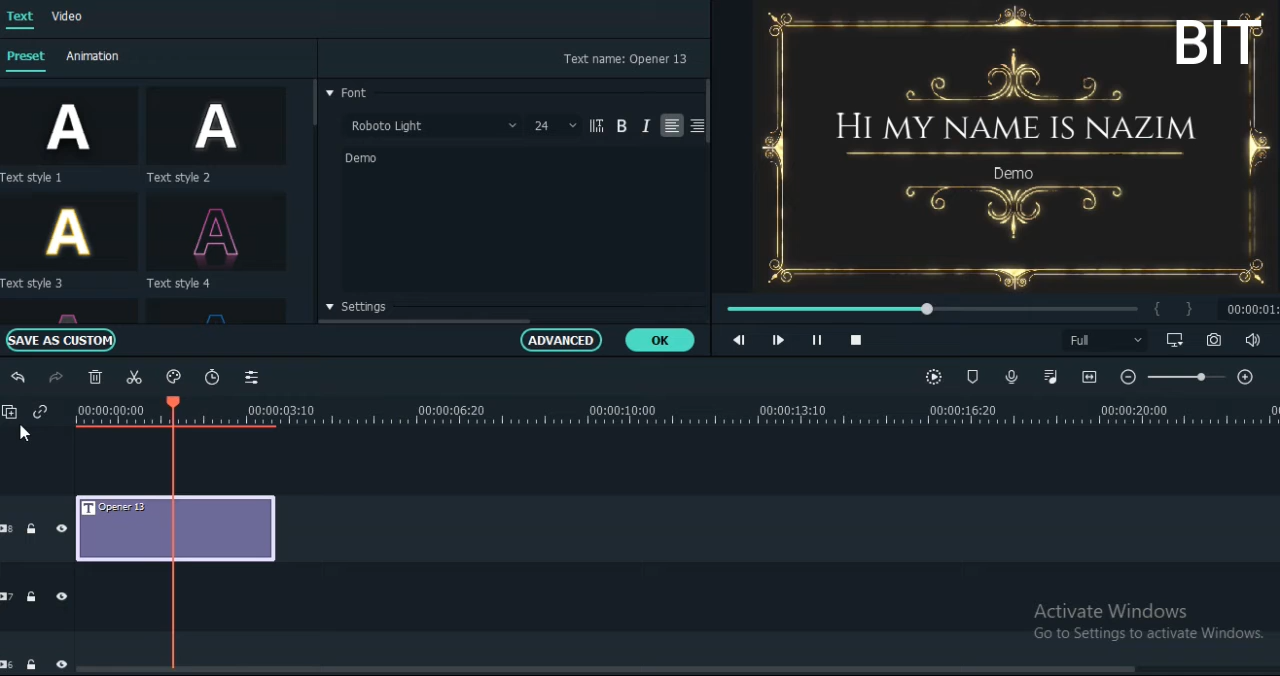 Text Video
Preset Animation
Text name: Opener 13
Font
Roboto Light 24 B I
Demo
Text style 1 Text style 2
Text style 3 Text style 4
Settings
SAVE AS CUSTOM ADVANCED OK
BIT
HI MY NAME IS NAZIM
Demo
{ } 00:00:01:
Full
00:00:00:00 00:00:03:10 00:00:06:20 00:00:10:00 00:00:13:10 00:00:16:20 00:00:20:00
T Opener 13
8
7
6
Activate Windows
Go to Settings to activate Windows.